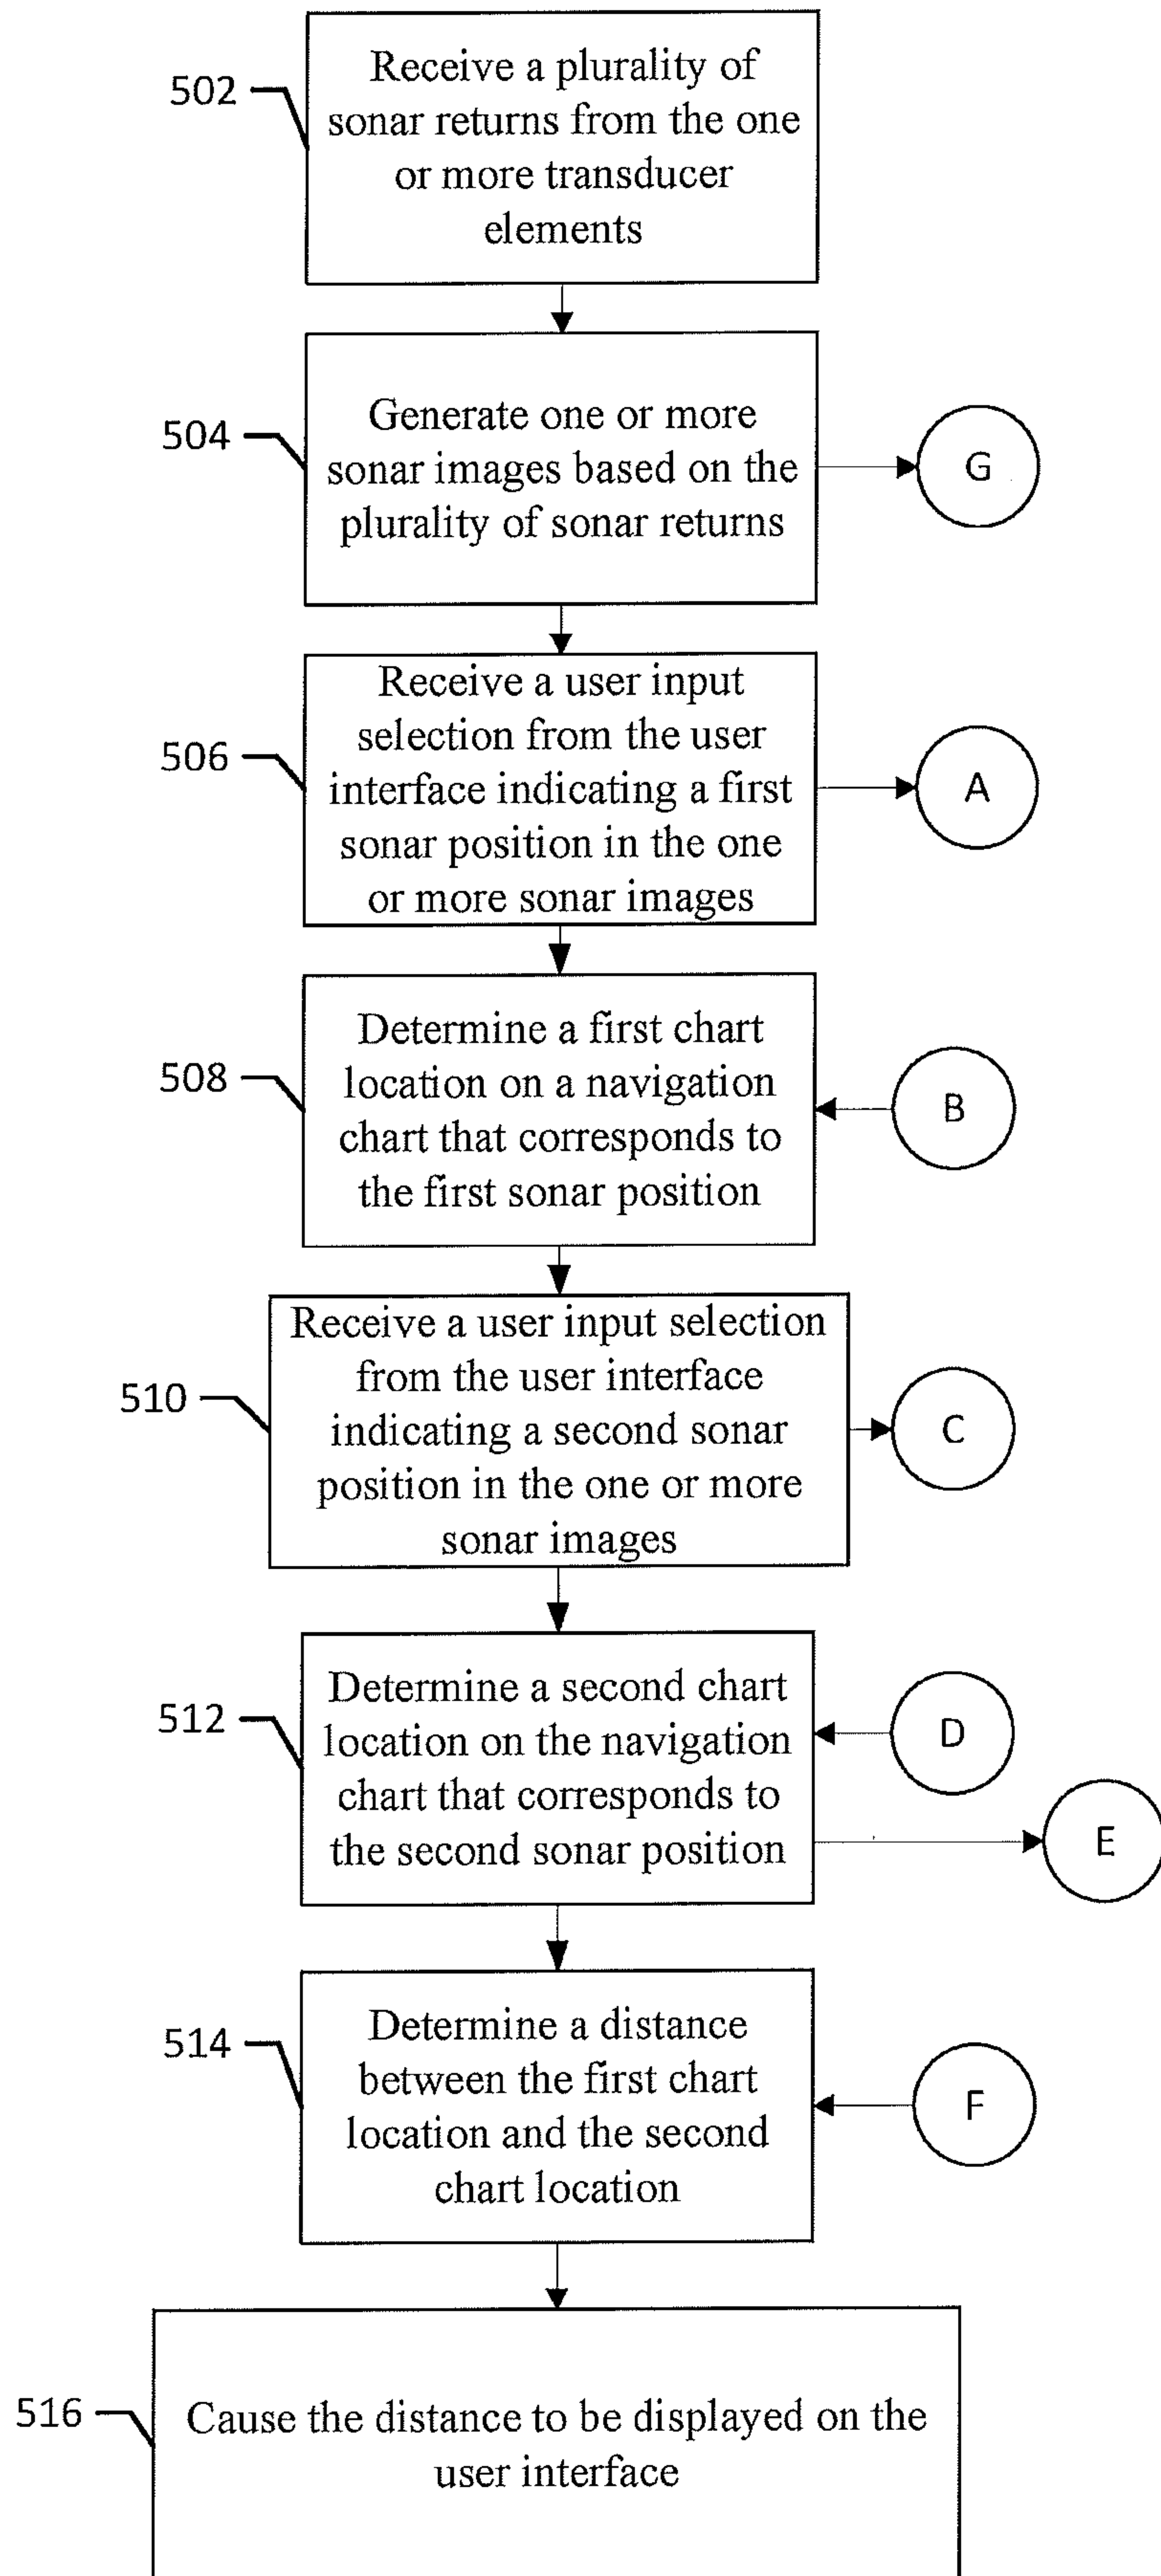 502
Receive a plurality of
sonar returns from the one
or more transducer
elements
504
Generate one or more
sonar images based on the
plurality of sonar returns
G
506
Receive a user input
selection from the user
interface indicating a first
sonar position in the one
or more sonar images
A
508
Determine a first chart
location on a navigation
chart that corresponds to
the first sonar position
B
510
Receive a user input selection
from the user interface
indicating a second sonar
position in the one or more
sonar images
C
512
Determine a second chart
location on the navigation
chart that corresponds to
the second sonar position
D
E
514
Determine a distance
between the first chart
location and the second
chart location
F
516
Cause the distance to be displayed on the
user interface